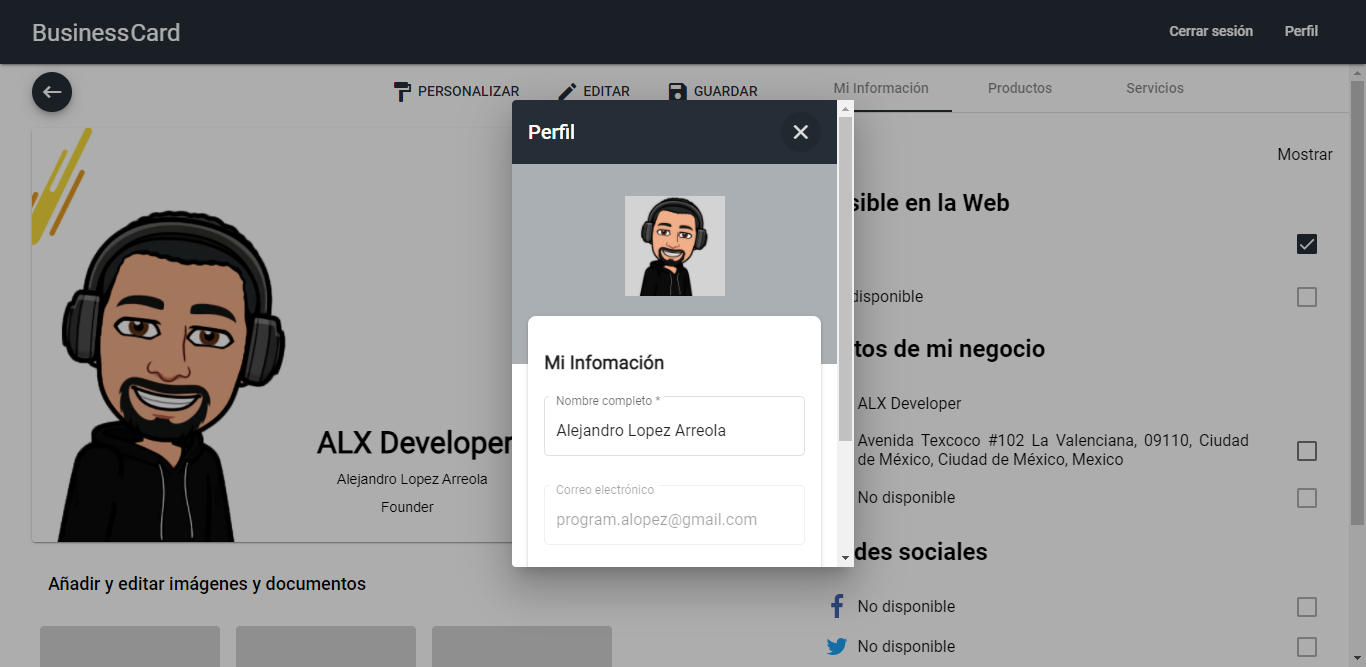 BusinessCard
Cerrar sesión
Perfil
PERSONALIZAR
EDITAR
GUARDAR
Mi Información
Productos
Servicios
Perfil
Mostrar
en la Web
disponible
Mi Infomación
de mi negocio
Nombre completo *
Alejandro Lopez Arreola
ALX Developer
Avenida Texcoco #102 La Valenciana, 09110, Ciudad
de México, Ciudad de México, Mexico
ALX Developer
Alejandro Lopez Arreola
Founder
Correo electrónico
program.alopez@gmail.com
No disponible
sociales
Añadir y editar imágenes y documentos
No disponible
No disponible